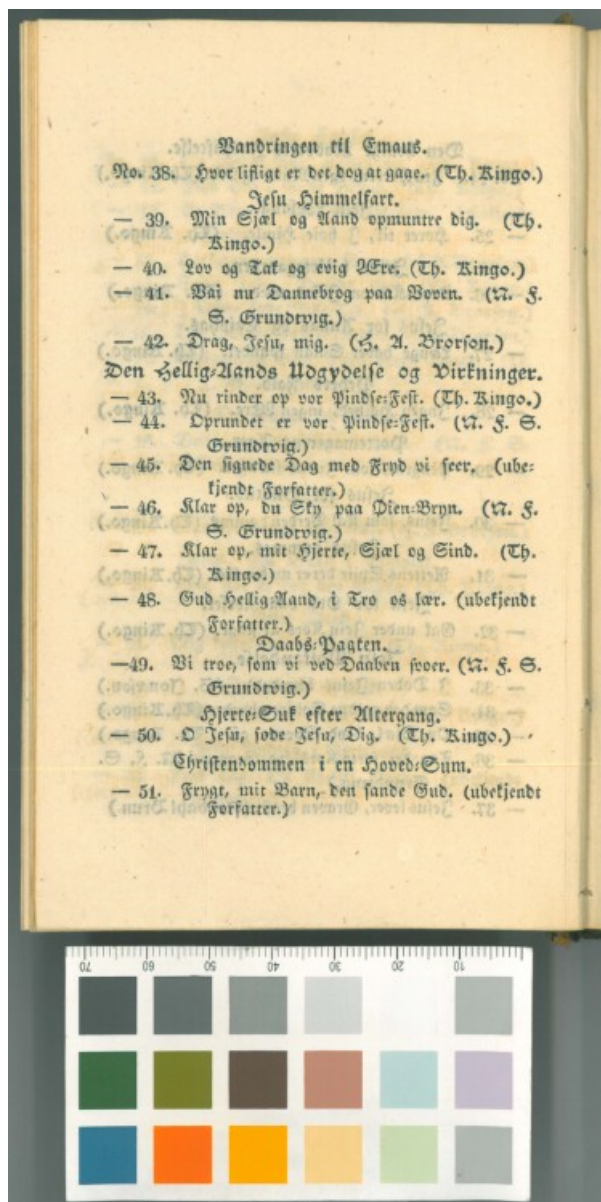 Vandringen til Emaus.
No. 38. Hvor lifligt er det dog at gaae. (Th. Kingo.)
Jesu Himmelfart.
— 39. Min Sjæl og Aand opmuntre dig. (Th.
Kingo.)
— 40. Lov og Tak og evig Ære. (Th. Kingo.)
— 41. Vai nu Dannebrog paa Voven. (N. F.
S. Grundtvig.)
— 42. Drag, Jesu, mig. (H. A. Brorson.)
Den Hellig-Aands Udgydelse og Virkninger.
— 43. Nu rinder op vor Pindse-Fest. (Th. Kingo.)
— 44. Oprundet er vor Pindse-Fest. (N. F. S.
Grundtvig.)
— 45. Den signede Dag med Fryd vi seer. (ube-
kjendt Forfatter.)
— 46. Klar op, du Sky paa Øien-Bryn. (N. F.
S. Grundtvig.)
— 47. Klar op, mit Hjerte, Sjæl og Sind. (Th.
Kingo.)
— 48. Gud Hellig-Aand, i Tro os lær. (ubekjendt
Forfatter.)
Daabs-Pagten.
—49. Vi troe, som vi ved Daaben svoer. (N. F. S.
Grundtvig.)
Hjerte-Suk efter Altergang.
— 50. O Jesu, søde Jesu, Dig. (Th. Kingo.)
Christendommen i en Hoved-Sum.
— 51. Frygt, mit Barn, den sande Gud. (ubekjendt
Forfatter.)
70 60 50 40 30 20 10